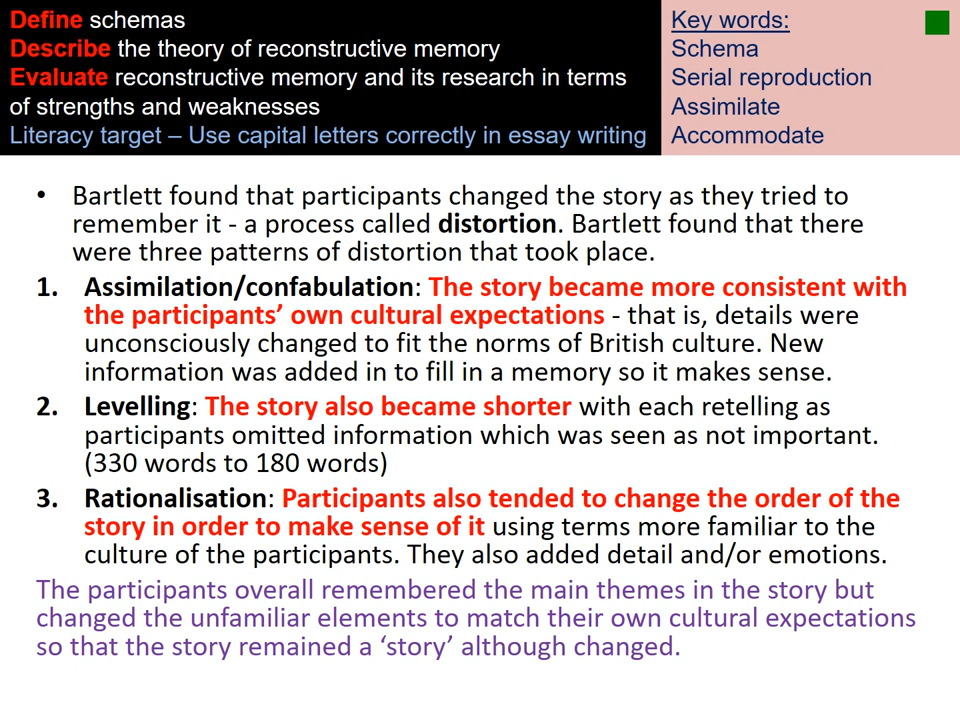 Define schemas
Describe the theory of reconstructive memory
Evaluate reconstructive memory and its research in terms
of strengths and weaknesses
Literacy target – Use capital letters correctly in essay writing
Key words:
Schema
Serial reproduction
Assimilate
Accommodate
• Bartlett found that participants changed the story as they tried to
remember it - a process called distortion. Bartlett found that there
were three patterns of distortion that took place.
1. Assimilation/confabulation: The story became more consistent with
the participants’ own cultural expectations - that is, details were
unconsciously changed to fit the norms of British culture. New
information was added in to fill in a memory so it makes sense.
2. Levelling: The story also became shorter with each retelling as
participants omitted information which was seen as not important.
(330 words to 180 words)
3. Rationalisation: Participants also tended to change the order of the
story in order to make sense of it using terms more familiar to the
culture of the participants. They also added detail and/or emotions.
The participants overall remembered the main themes in the story but
changed the unfamiliar elements to match their own cultural expectations
so that the story remained a ‘story’ although changed.